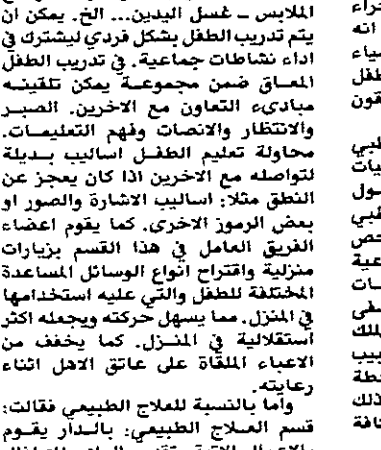 الملابس ـ غسل اليدين... الخ. يمكن ان
يتم تدريب الطفل بشكل فردي ليشترك في
اداء نشاطات جماعية. في تدريب الطفل
المعاق ضمن مجموعة يمكن تلقينه
مبادىء التعاون مع الاخرين. الصبر
والانتظار والانصات وفهم التعليمات.
محاولة تعليم الطفل اساليب بديلة
لتواصله مع الاخرين اذا كان يعجز عن
النطق مثلا: اساليب الاشارة والصور او
بعض الرموز الاخرى. كما يقوم اعضاء
الفريق العامل في هذا القسم بزيارات
منزلية واقتراح انواع الوسائل المساعدة
المختلفة للطفل والتي عليه استخدامها
في المنزل. مما يسهل حركته ويجعله اكثر
استقلالية في المنزل. كما يخفف من
الاعباء الملقاة على عاتق الاهل اثناء
رعايته.
وأما بالنسبة للعلاج الطبيعي فقالت:
قسم العلاج الطبيعي: بالدار يقوم